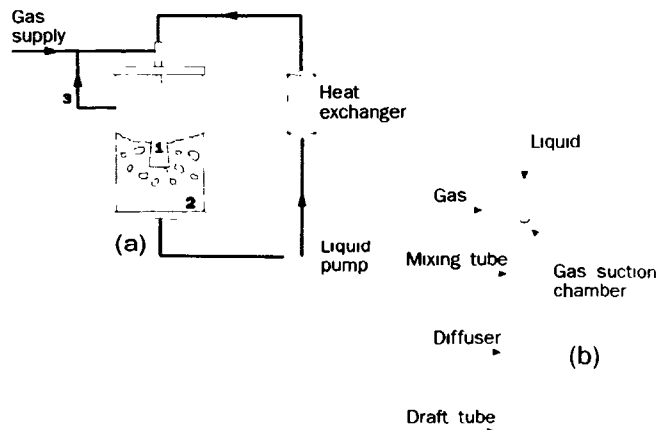 Gas
supply
3
1
2
(a)
Heat
exchanger
Liquid
pump
Liquid
Gas
Mixing tube
Gas suction
chamber
Diffuser
(b)
Draft tube